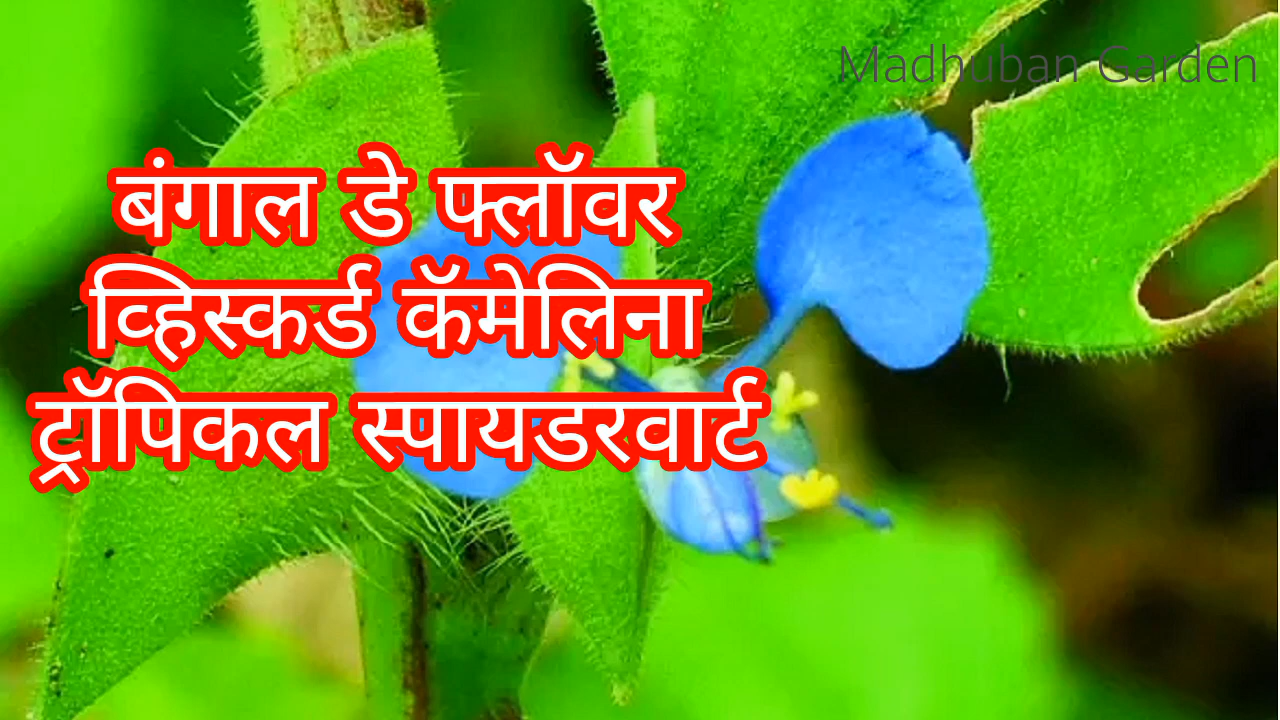 Madhuban Garden
बंगाल डे फ्लॉवर
व्हिस्कर्ड कॅमेलिना
ट्रॉपिकल स्पायडरवार्ट